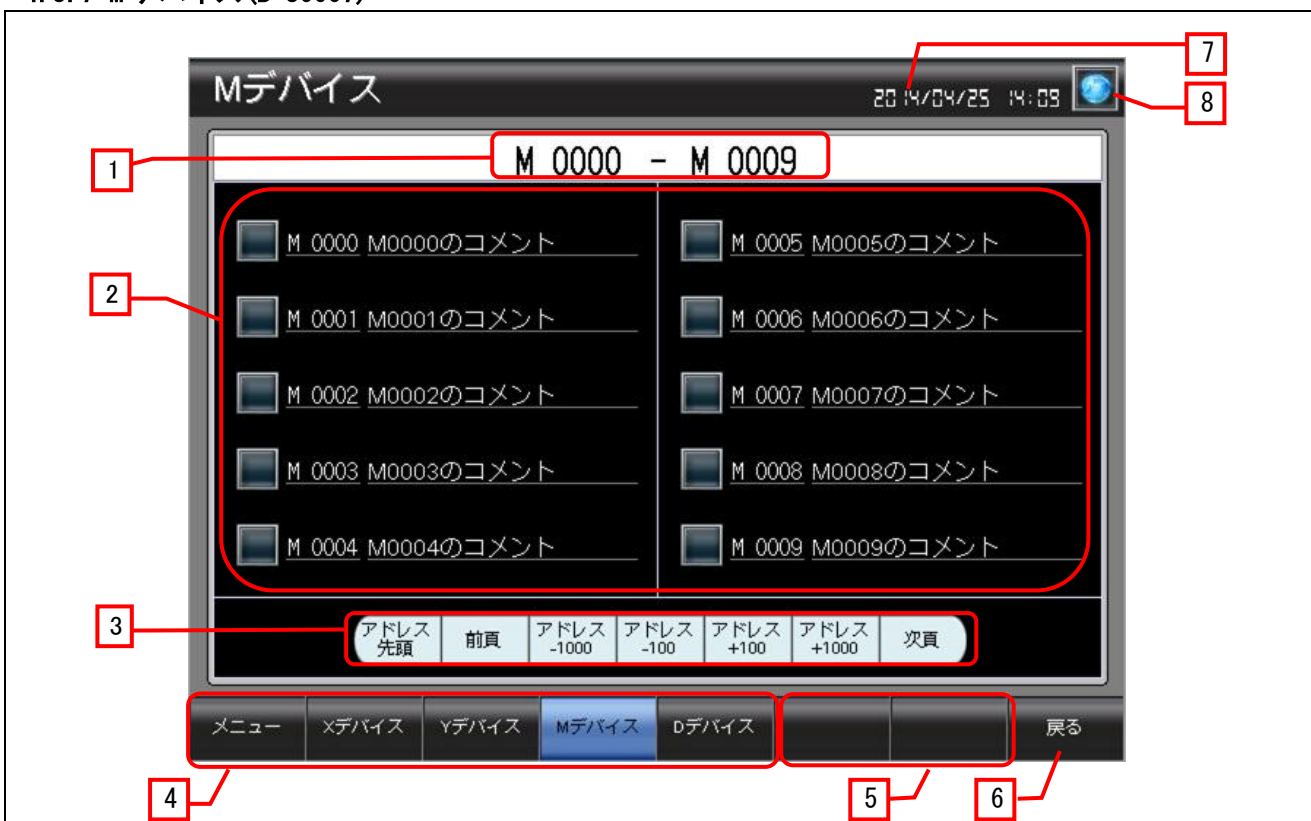 7
Mデバイス
2014/04/25 14:09
8
1
M 0000 - M 0009
M 0000 M0000のコメント
M 0005 M0005のコメント
2
M 0001 M0001のコメント
M 0006 M0006のコメント
M 0002 M0002のコメント
M 0007 M0007のコメント
M 0003 M0003のコメント
M 0008 M0008のコメント
M 0004 M0004のコメント
M 0009 M0009のコメント
3
アドレス
先頭
前頁
アドレス
-1000
アドレス
-100
アドレス
+100
アドレス
+1000
次頁
メニュー
Xデバイス
Yデバイス
Mデバイス
Dデバイス
戻る
4
5
6